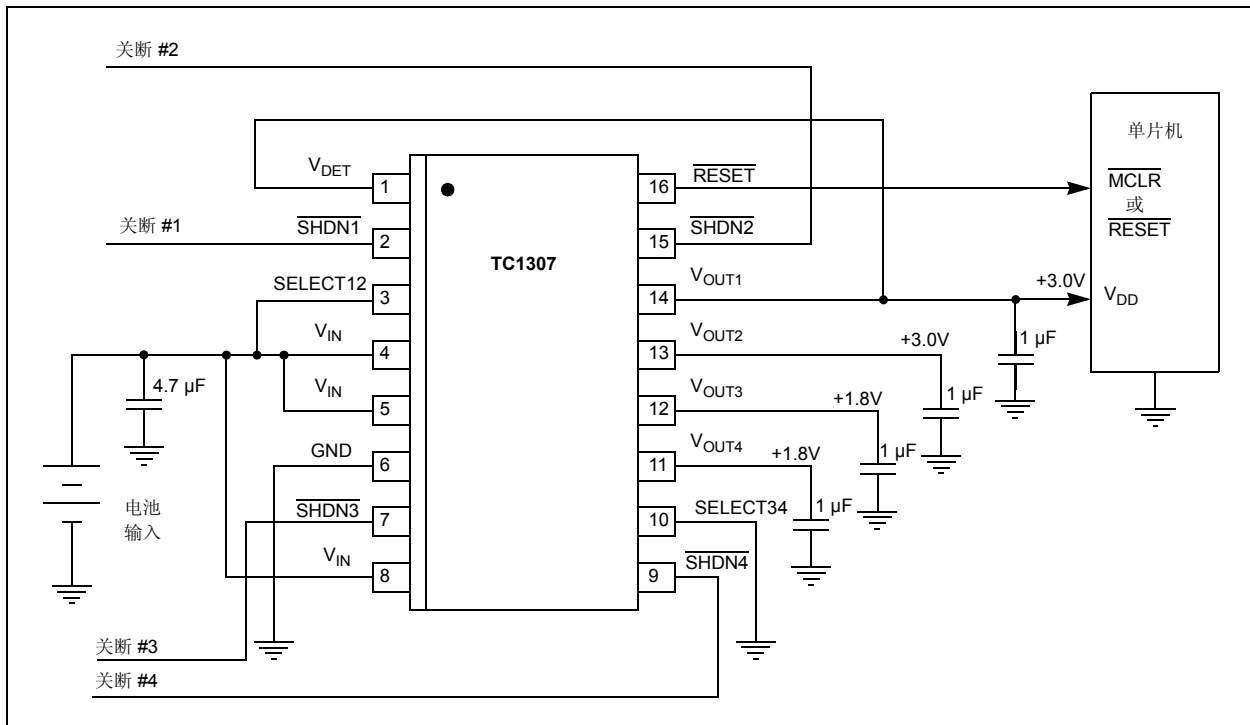 关断 #2
单片机
V_DET
1
16
RESET
MCLR
或
RESET
关断 #1
SHDN1
2
15
SHDN2
TC1307
SELECT12
3
14
V_OUT1
+3.0V
V_DD
V_IN
4
13
V_OUT2
+3.0V
1 µF
4.7 µF
V_IN
5
12
V_OUT3
+1.8V
1 µF
GND
6
11
V_OUT4
+1.8V
1 µF
电池
输入
SHDN3
7
10
SELECT34
1 µF
V_IN
8
9
SHDN4
关断 #3
关断 #4